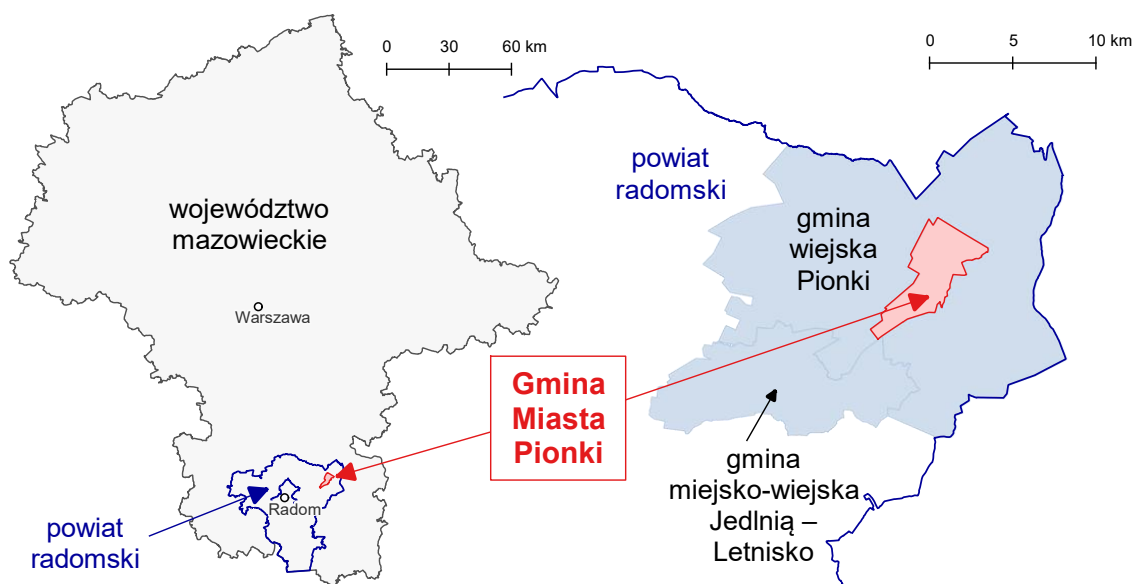 0 30 60 km
0 5 10 km
województwo
mazowieckie
Warszawa
powiat
radomski
gmina
wiejska
Pionki
Gmina
Miasta
Pionki
Radom
powiat
radomski
gmina
miejsko-wiejska
Jedlnią –
Letnisko